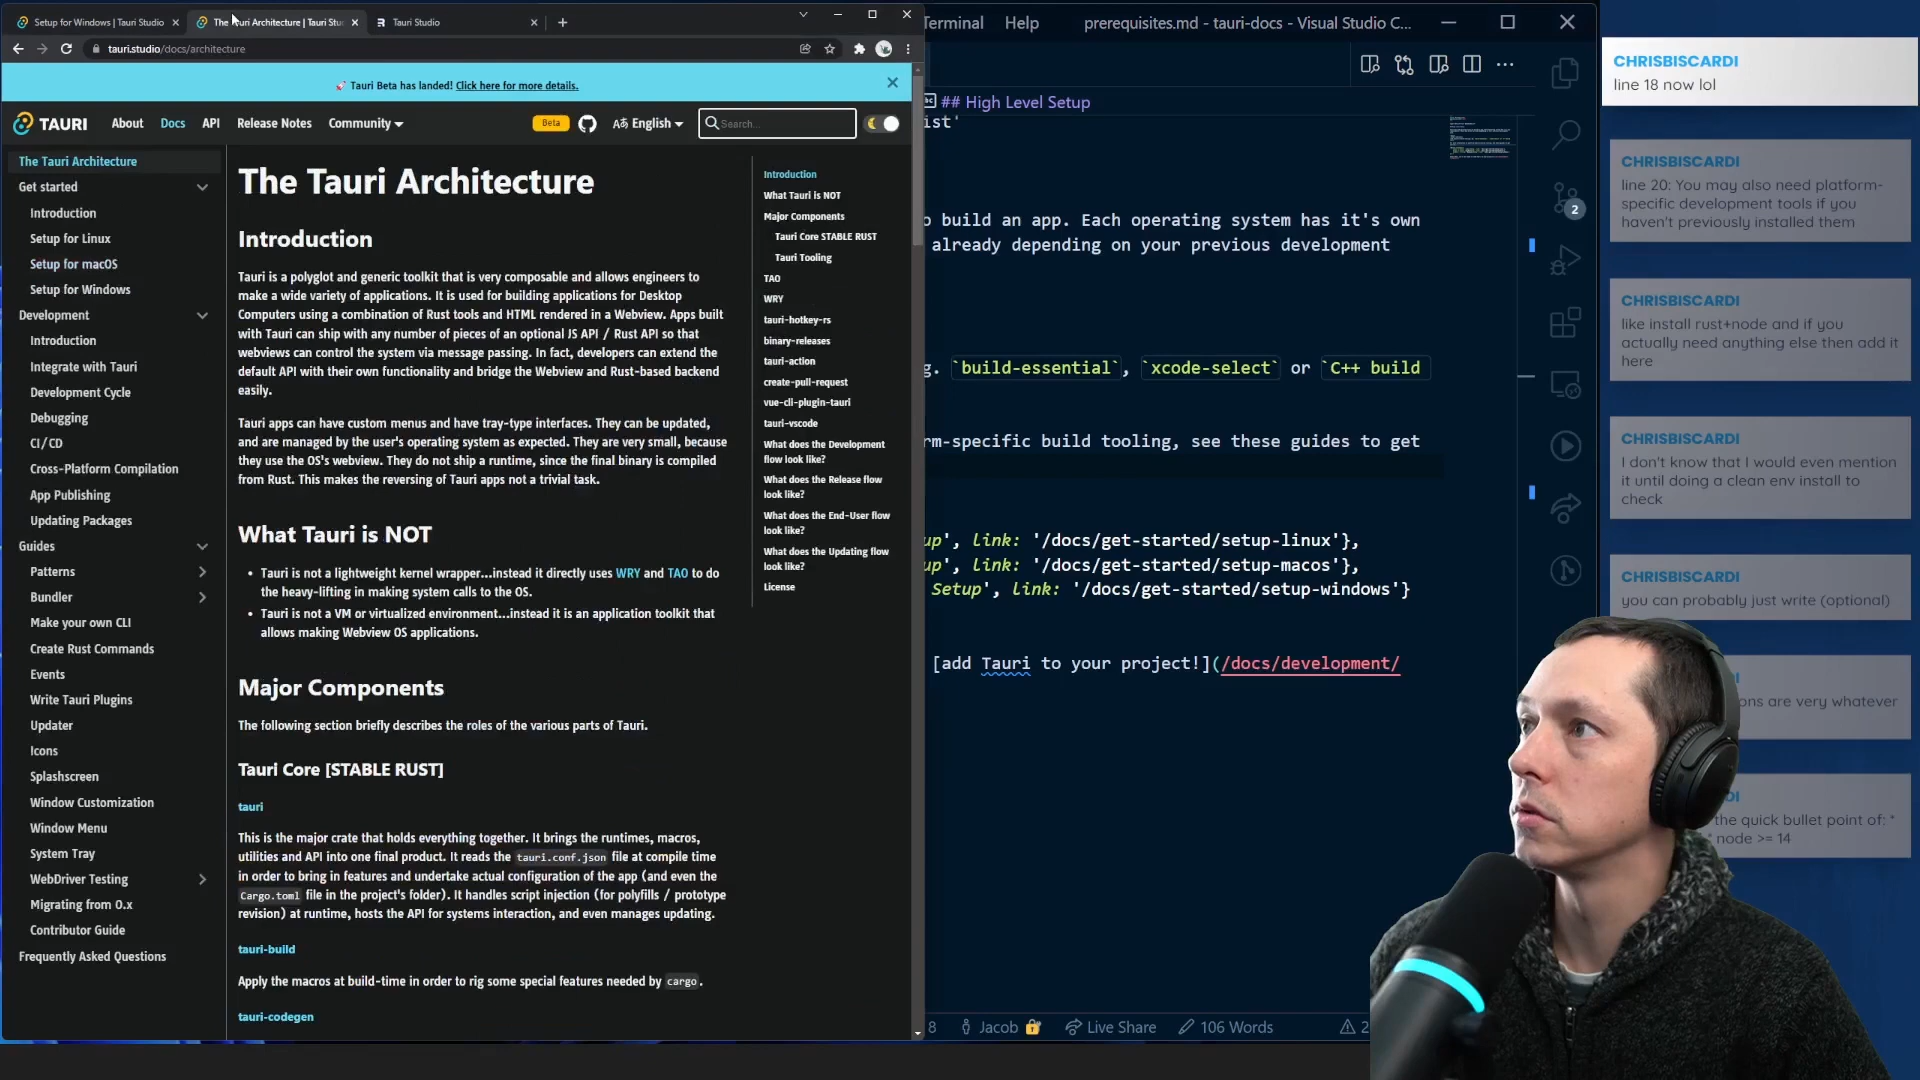 Setup for Windows | Tauri Studio
The Tauri Architecture | Tauri Stu
Tauri Studio
tauri.studio/docs/architecture
🚀 Tauri Beta has landed! Click here for more details.
TAURI
About
Docs
API
Release Notes
Community
Beta
English
Search...
The Tauri Architecture
Get started
Introduction
Setup for Linux
Setup for macOS
Setup for Windows
Development
Introduction
Integrate with Tauri
Development Cycle
Debugging
CI/CD
Cross-Platform Compilation
App Publishing
Updating Packages
Guides
Patterns
Bundler
Make your own CLI
Create Rust Commands
Events
Write Tauri Plugins
Updater
Icons
Splashscreen
Window Customization
Window Menu
System Tray
WebDriver Testing
Migrating from 0.x
Contributor Guide
Frequently Asked Questions
The Tauri Architecture
Introduction
Tauri is a polyglot and generic toolkit that is very composable and allows engineers to
make a wide variety of applications. It is used for building applications for Desktop
Computers using a combination of Rust tools and HTML rendered in a Webview. Apps built
with Tauri can ship with any number of pieces of an optional JS API / Rust API so that
webviews can control the system via message passing. In fact, developers can extend the
default API with their own functionality and bridge the Webview and Rust-based backend
easily.
Tauri apps can have custom menus and have tray-type interfaces. They can be updated,
and are managed by the user's operating system as expected. They are very small, because
they use the OS's webview. They do not ship a runtime, since the final binary is compiled
from Rust. This makes the reversing of Tauri apps not a trivial task.
What Tauri is NOT
• Tauri is not a lightweight kernel wrapper...instead it directly uses WRY and TAO to do
the heavy-lifting in making system calls to the OS.
• Tauri is not a VM or virtualized environment...instead it is an application toolkit that
allows making Webview OS applications.
Major Components
The following section briefly describes the roles of the various parts of Tauri.
Tauri Core [STABLE RUST]
tauri
This is the major crate that holds everything together. It brings the runtimes, macros,
utilities and API into one final product. It reads the tauri.conf.json file at compile time
in order to bring in features and undertake actual configuration of the app (and even the
Cargo.toml file in the project's folder). It handles script injection (for polyfills / prototype
revision) at runtime, hosts the API for systems interaction, and even manages updating.
tauri-build
Apply the macros at build-time in order to rig some special features needed by cargo.
tauri-codegen
Introduction
What Tauri is NOT
Major Components
Tauri Core STABLE RUST
Tauri Tooling
TAO
WRY
tauri-hotkey-rs
binary-releases
tauri-action
create-pull-request
vue-cli-plugin-tauri
tauri-vscode
What does the Development
flow look like?
What does the Release flow
look like?
What does the End-User flow
look like?
What does the Updating flow
look like?
License
Terminal
Help
prerequisites.md - tauri-docs - Visual Studio C...
## High Level Setup
ist'
o build an app. Each operating system has it's own
already depending on your previous development
g. `build-essential`, `xcode-select` or `C++ build
rm-specific build tooling, see these guides to get
up', link: '/docs/get-started/setup-linux'},
up', link: '/docs/get-started/setup-macos'},
Setup', link: '/docs/get-started/setup-windows'}
[add Tauri to your project!](/docs/development/
2
8
Jacob 🔒
Live Share
106 Words
2
CHRISBISCARDI
line 18 now lol
CHRISBISCARDI
line 20: You may also need platform-
specific development tools if you
haven't previously installed them
CHRISBISCARDI
like install rust+node and if you
actually need anything else then add it
here
CHRISBISCARDI
I don't know that I would even mention
it until doing a clean env install to
check
CHRISBISCARDI
you can probably just write (optional)
ons are very whatever
DI
the quick bullet point of: *
* node >= 14